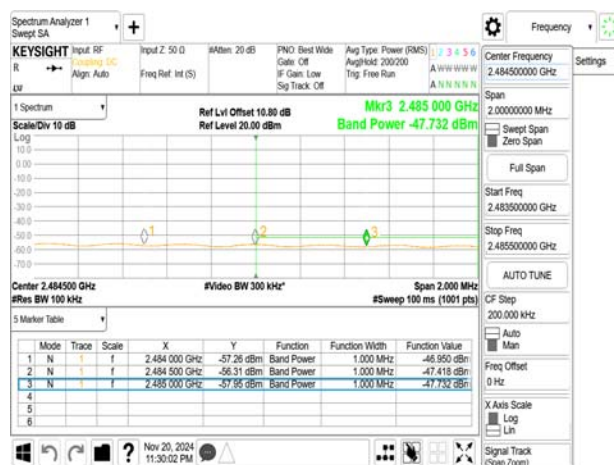 Spectrum Analyzer 1
Swept SA
Frequency
Settings
KEYSIGHT
R
Input: RF
Coupling: DC
Align: Auto
Input Z: 50 Ω
Freq Ref: Int (S)
#Atten: 20 dB
PNO: Best Wide
Gate: Off
IF Gain: Low
Sig Track: Off
Avg Type: Power (RMS)
Avg|Hold: 200/200
Trig: Free Run
1 2 3 4 5 6
A W W W W W
A N N N N N
1 Spectrum
Scale/Div 10 dB
Ref Lvl Offset 10.80 dB
Ref Level 20.00 dBm
Mkr3 2.485 000 GHz
Band Power -47.732 dBm
Log
10.0
0.00
-10.0
-20.0
-30.0
-40.0
-50.0
-60.0
-70.0
1
2
3
Center 2.484500 GHz
#Res BW 100 kHz
#Video BW 300 kHz*
Span 2.000 MHz
#Sweep 100 ms (1001 pts)
5 Marker Table
Mode Trace Scale X Y Function Function Width Function Value
1 N 1 f 2.484 000 GHz -57.26 dBm Band Power 1.000 MHz -46.950 dBm
2 N 1 f 2.484 500 GHz -56.31 dBm Band Power 1.000 MHz -47.418 dBm
3 N 1 f 2.485 000 GHz -57.95 dBm Band Power 1.000 MHz -47.732 dBm
4
5
6
Nov 20, 2024
11:30:02 PM
Center Frequency
2.484500000 GHz
Span
2.00000000 MHz
Swept Span
Zero Span
Full Span
Start Freq
2.483500000 GHz
Stop Freq
2.485500000 GHz
AUTO TUNE
CF Step
200.000 kHz
Auto
Man
Freq Offset
0 Hz
X Axis Scale
Log
Lin
Signal Track
(Span Zoom)